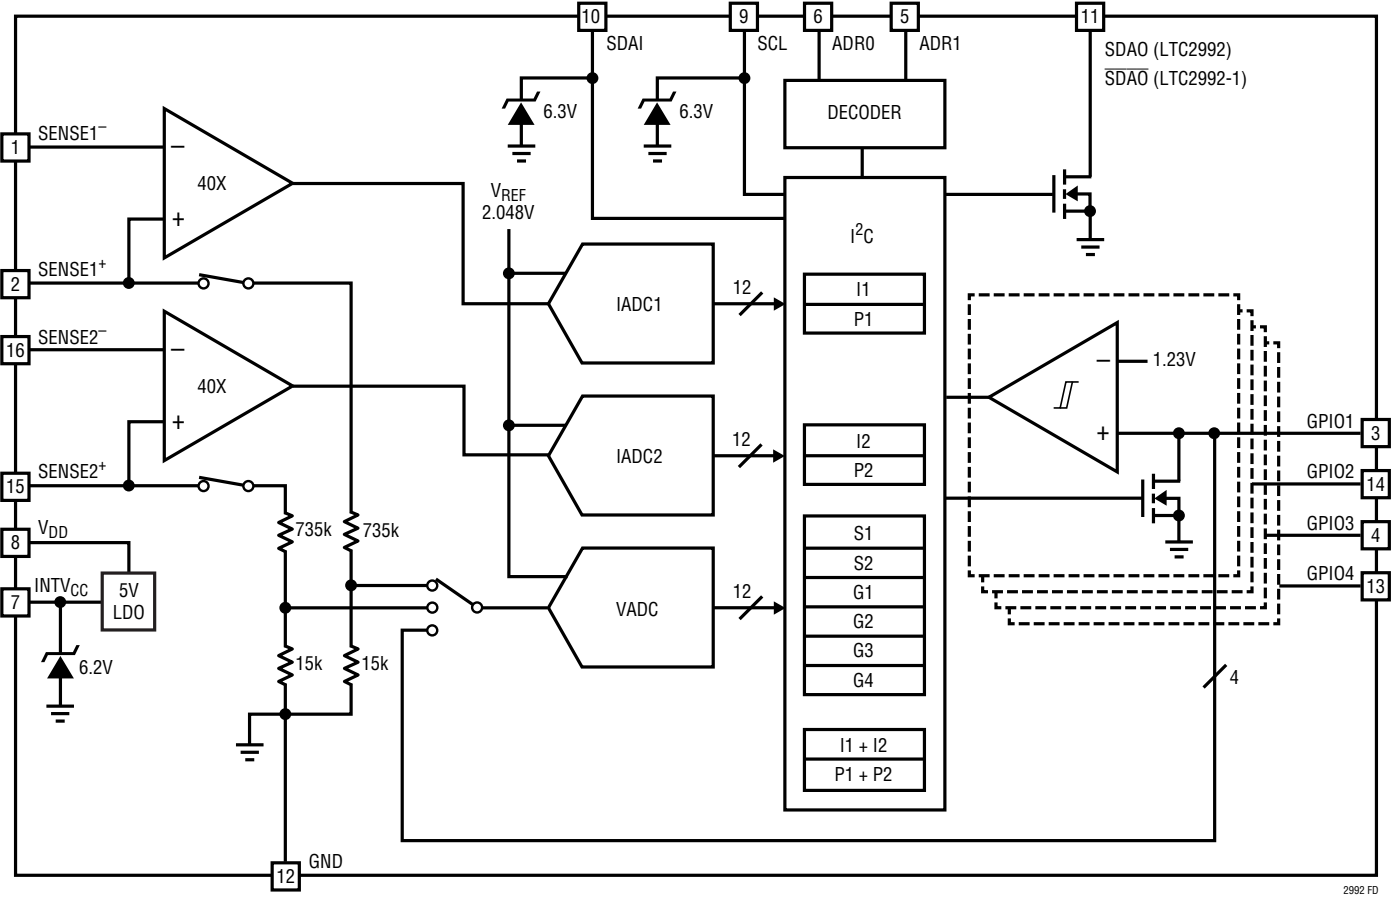 10
9
6
5
11
SDAI
SCL
ADR0
ADR1
SDAO (LTC2992)
SDAO (LTC2992-1)
6.3V
6.3V
DECODER
1
SENSE1–
–
40X
+
2
SENSE1+
16
SENSE2–
–
40X
+
15
SENSE2+
8
VDD
7
INTVCC
5V
LDO
6.2V
735k
735k
15k
15k
12
GND
VREF
2.048V
IADC1
12
IADC2
12
VADC
12
I2C
I1
P1
I2
P2
S1
S2
G1
G2
G3
G4
I1 + I2
P1 + P2
–
1.23V
+
GPIO1
3
GPIO2
14
GPIO3
4
GPIO4
13
4
2992 FD